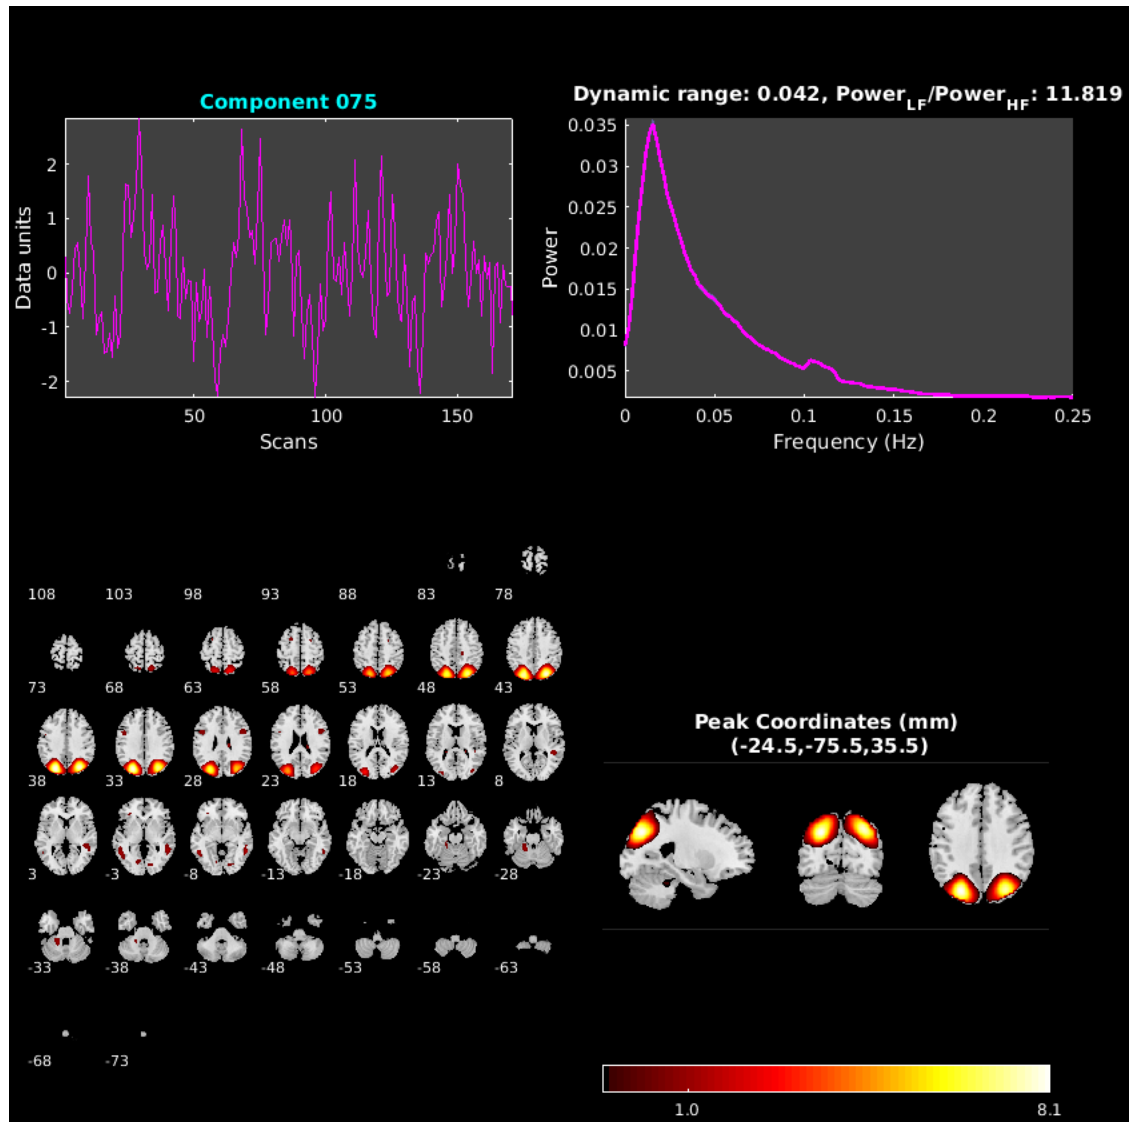 Component 075
Data units
2
1
0
-1
-2
50 100 150
Scans
Dynamic range: 0.042, Power_LF/Power_HF: 11.819
Power
0.035
0.03
0.025
0.02
0.015
0.01
0.005
0 0.05 0.1 0.15 0.2 0.25
Frequency (Hz)
108 103 98 93 88 83 78
73 68 63 58 53 48 43
38 33 28 23 18 13 8
3 -3 -8 -13 -18 -23 -28
-33 -38 -43 -48 -53 -58 -63
-68 -73
Peak Coordinates (mm)
(-24.5,-75.5,35.5)
1.0 8.1